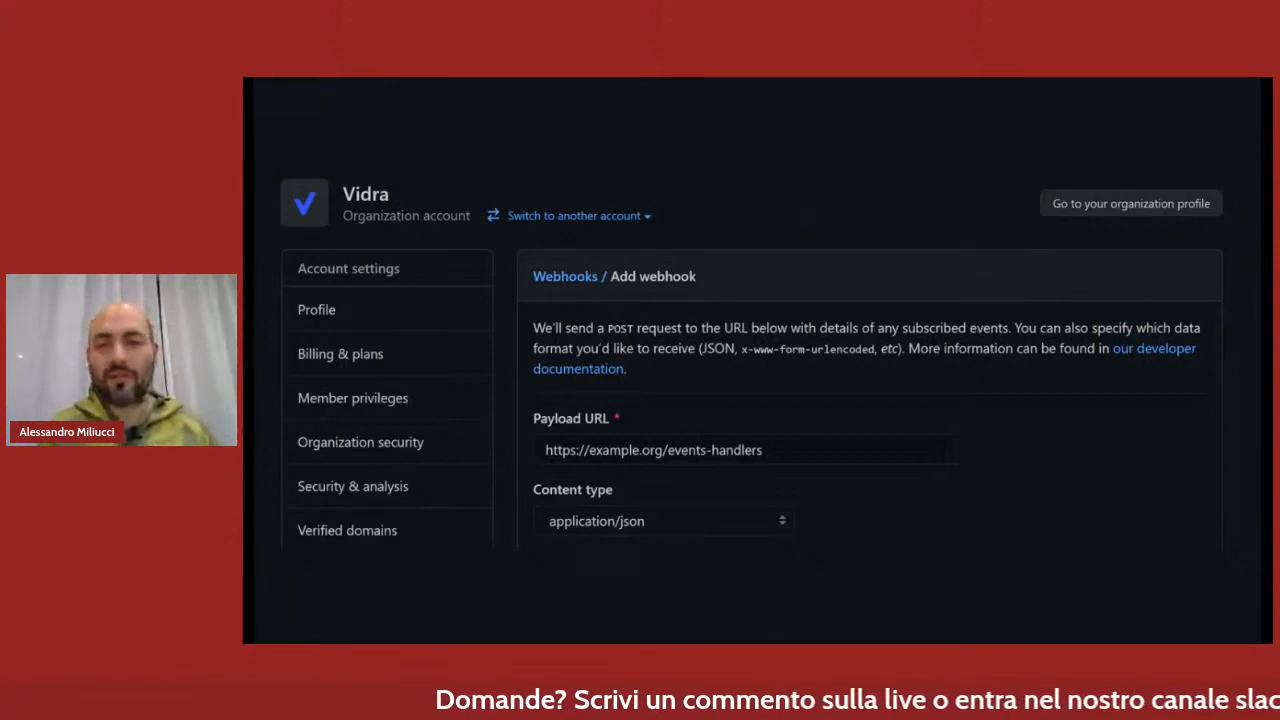 Vidra
Organization account
Switch to another account
Go to your organization profile
Account settings
Profile
Billing & plans
Member privileges
Organization security
Security & analysis
Verified domains
Webhooks / Add webhook
We'll send a POST request to the URL below with details of any subscribed events. You can also specify which data
format you'd like to receive (JSON, x-www-form-urlencoded, etc). More information can be found in our developer
documentation.
Payload URL *
https://example.org/events-handlers
Content type
application/json
Alessandro Miliucci
Domande? Scrivi un commento sulla live o entra nel nostro canale slac